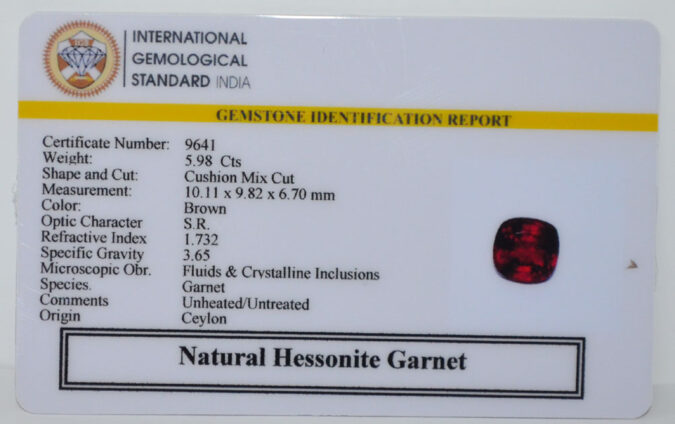 INTERNATIONAL
GEMOLOGICAL
STANDARD INDIA
GEMSTONE IDENTIFICATION REPORT
Certificate Number: 9641
Weight: 5.98 Cts
Shape and Cut: Cushion Mix Cut
Measurement: 10.11 x 9.82 x 6.70 mm
Color: Brown
Optic Character S.R.
Refractive Index 1.732
Specific Gravity 3.65
Microscopic Obr. Fluids & Crystalline Inclusions
Species. Garnet
Comments Unheated/Untreated
Origin Ceylon
Natural Hessonite Garnet